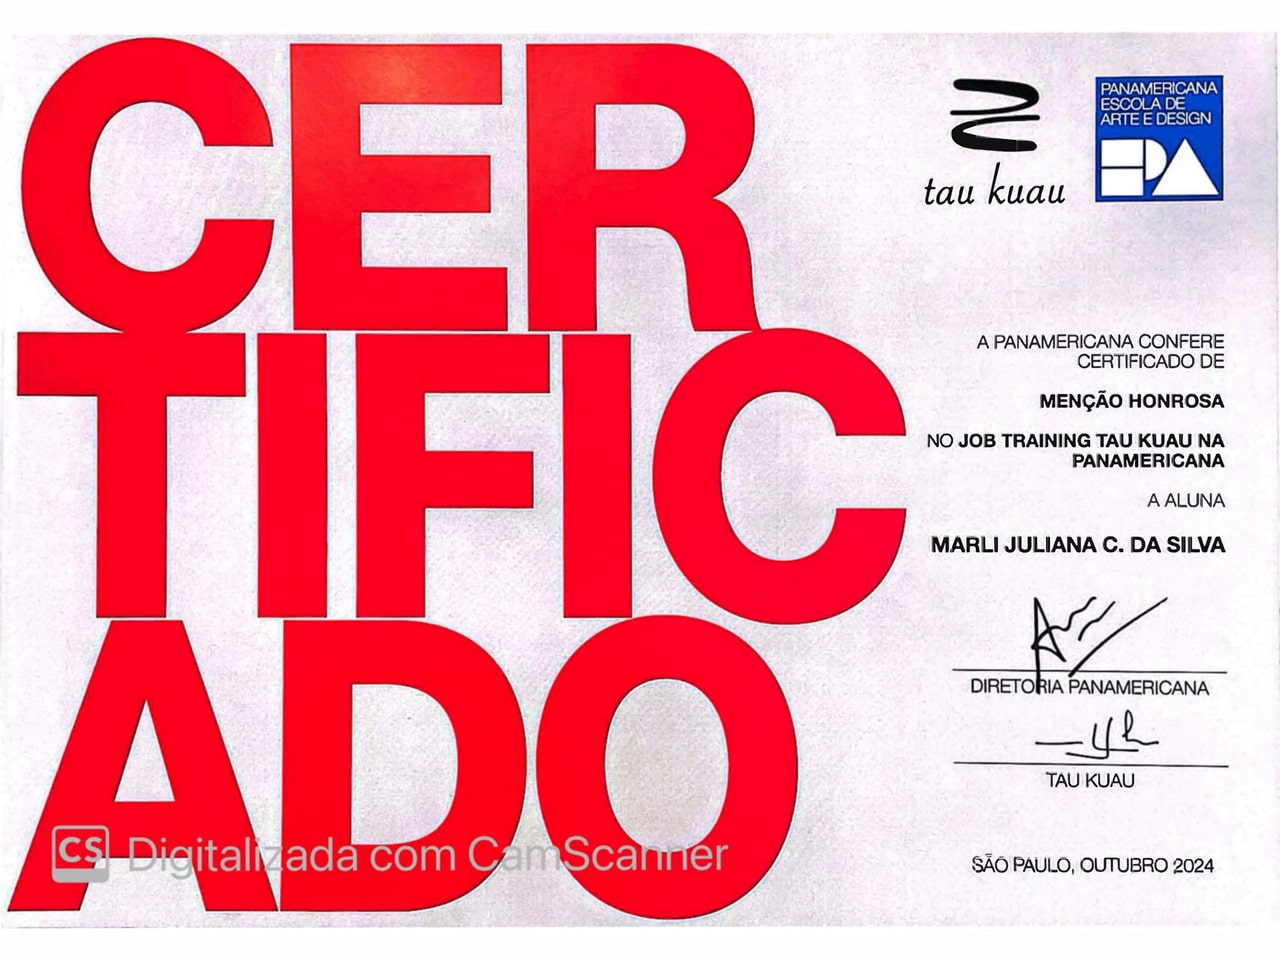 CER
TIFIC
ADO
tau kuau
PANAMERICANA
ESCOLA DE
ARTE E DESIGN
A PANAMERICANA CONFERE
CERTIFICADO DE
MENÇÃO HONROSA
NO JOB TRAINING TAU KUAU NA
PANAMERICANA
A ALUNA
MARLI JULIANA C. DA SILVA
DIRETORIA PANAMERICANA
TAU KUAU
SÃO PAULO, OUTUBRO 2024
CS Digitalizada com CamScanner